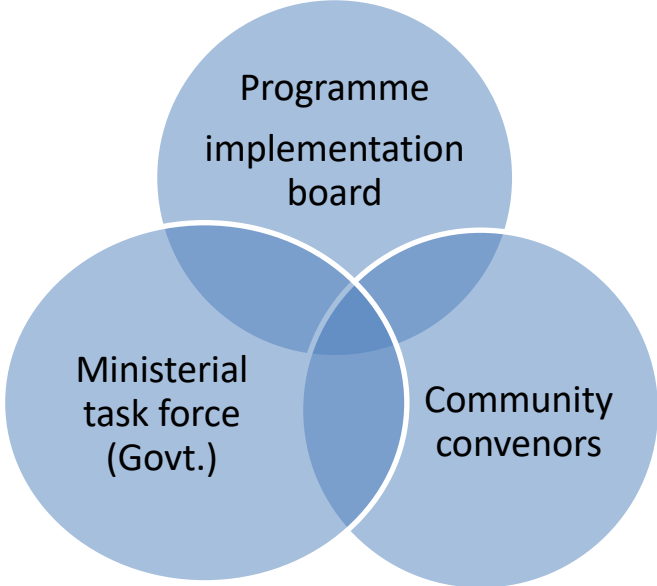 Programme
implementation
board
Ministerial
task force
(Govt.)
Community
convenors